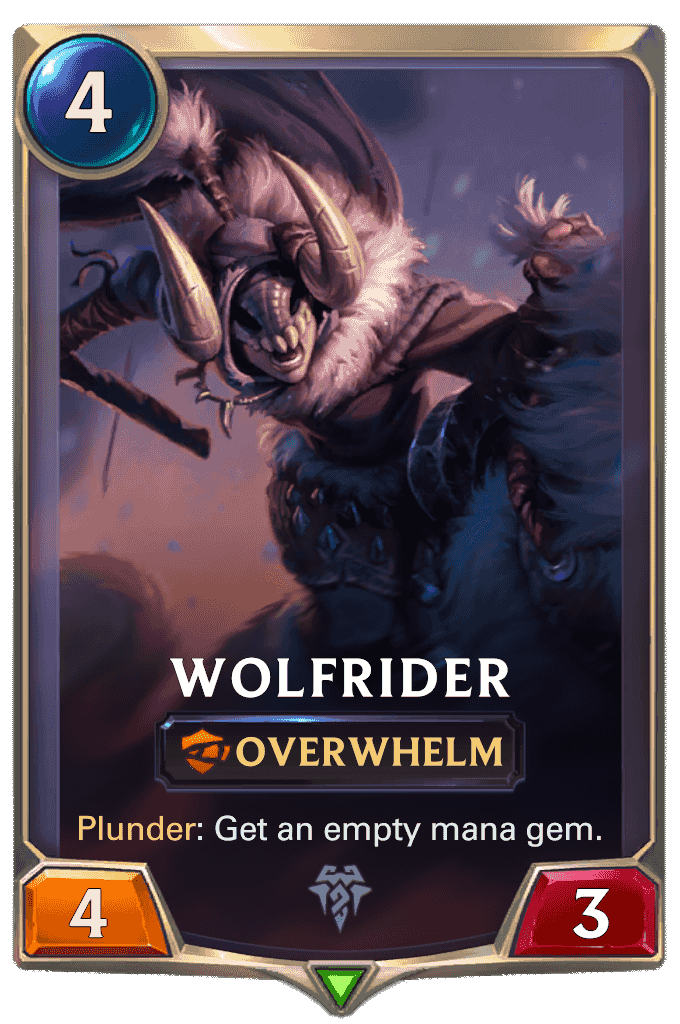 4
WOLFRIDER
OVERWHELM
Plunder: Get an empty mana gem.
4
3